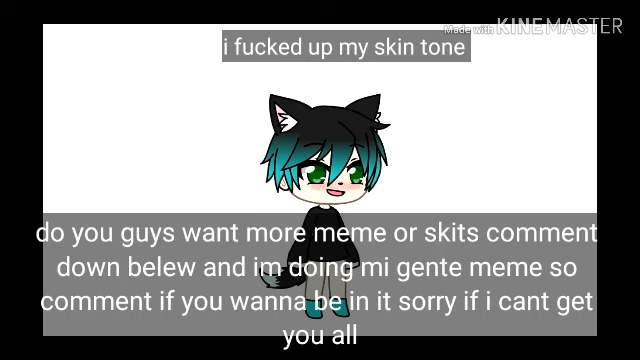 Made with KINEMASTER
i fucked up my skin tone
do you guys want more meme or skits comment
down belew and im doing mi gente meme so
comment if you wanna be in it sorry if i cant get
you all